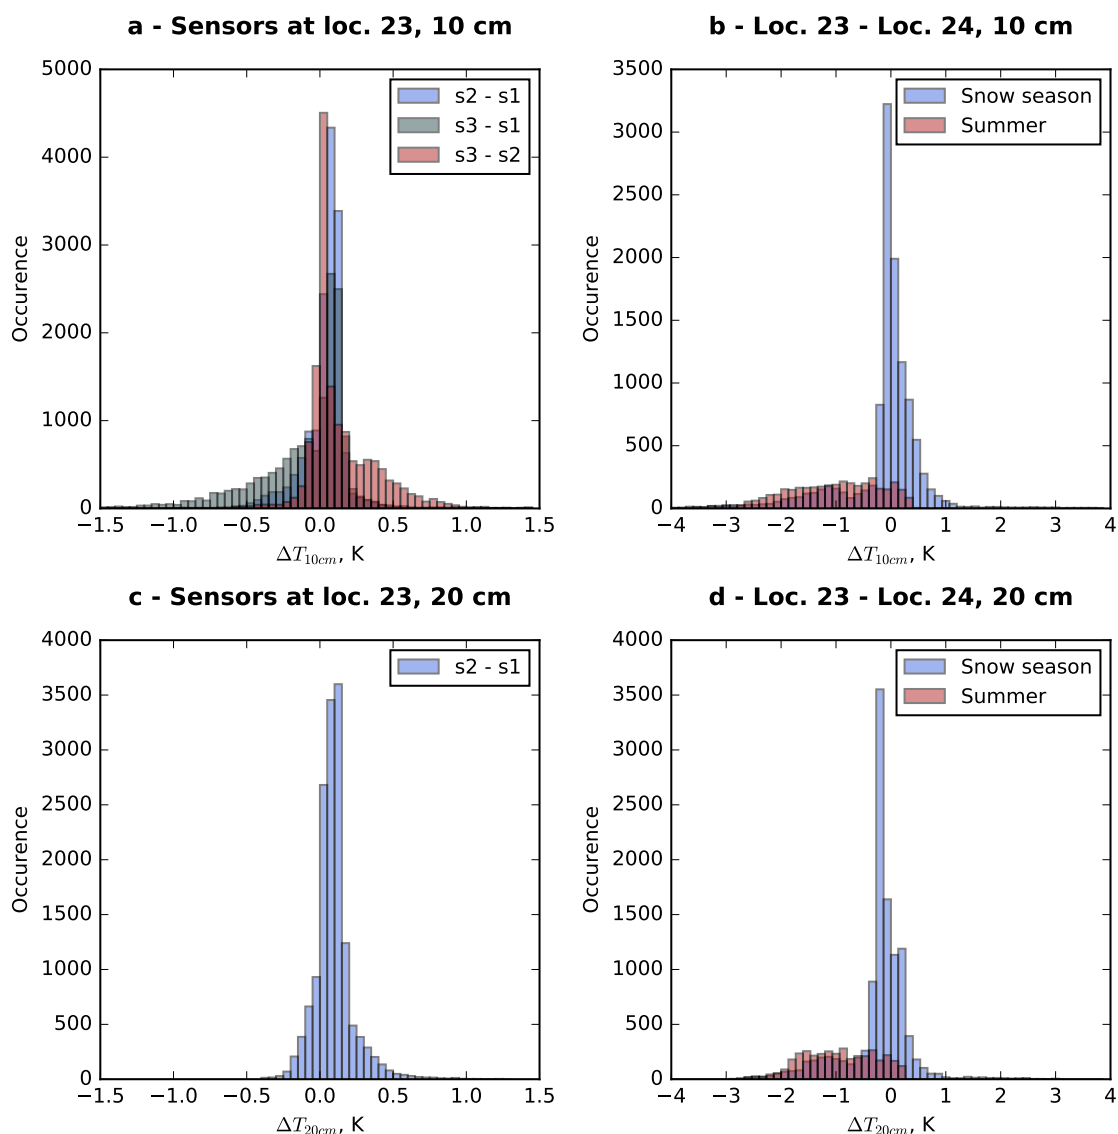 a - Sensors at loc. 23, 10 cm
5000
4000
3000
2000
1000
0
Occurence
s2 - s1
s3 - s1
s3 - s2
−1.5 −1.0 −0.5 0.0 0.5 1.0 1.5
ΔT10cm, K
b - Loc. 23 - Loc. 24, 10 cm
3500
3000
2500
2000
1500
1000
500
0
Occurence
Snow season
Summer
−4 −3 −2 −1 0 1 2 3 4
ΔT10cm, K
c - Sensors at loc. 23, 20 cm
4000
3500
3000
2500
2000
1500
1000
500
0
Occurence
s2 - s1
−1.5 −1.0 −0.5 0.0 0.5 1.0 1.5
ΔT20cm, K
d - Loc. 23 - Loc. 24, 20 cm
4000
3500
3000
2500
2000
1500
1000
500
0
Occurence
Snow season
Summer
−4 −3 −2 −1 0 1 2 3 4
ΔT20cm, K